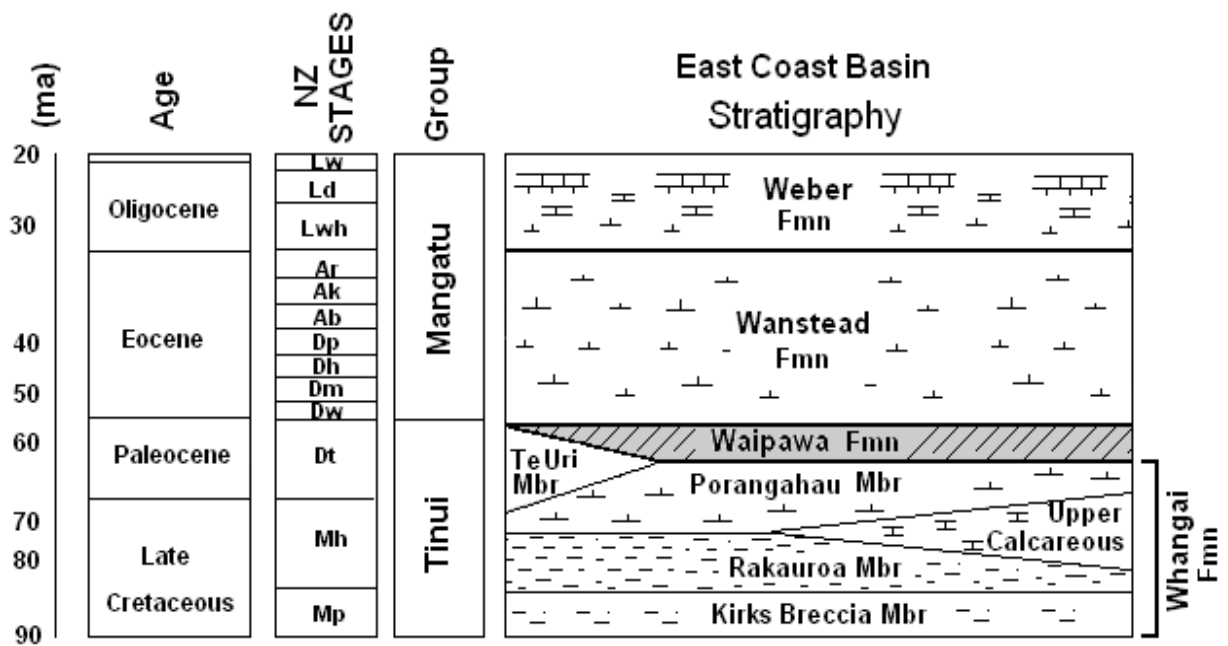 (ma)
Age
NZ
STAGES
Group
East Coast Basin
Stratigraphy
20
30
40
50
60
70
80
90
Oligocene
Eocene
Paleocene
Late
Cretaceous
Lw
Ld
Lwh
Ar
Ak
Ab
Dp
Dh
Dm
Dw
Dt
Mh
Mp
Mangatu
Tinui
Weber
Fmn
Wanstead
Fmn
Waipawa Fmn
Te Uri
Mbr
Porangahau Mbr
Upper
Calcareous
Rakauroa Mbr
Kirks Breccia Mbr
Whangai
Fmn